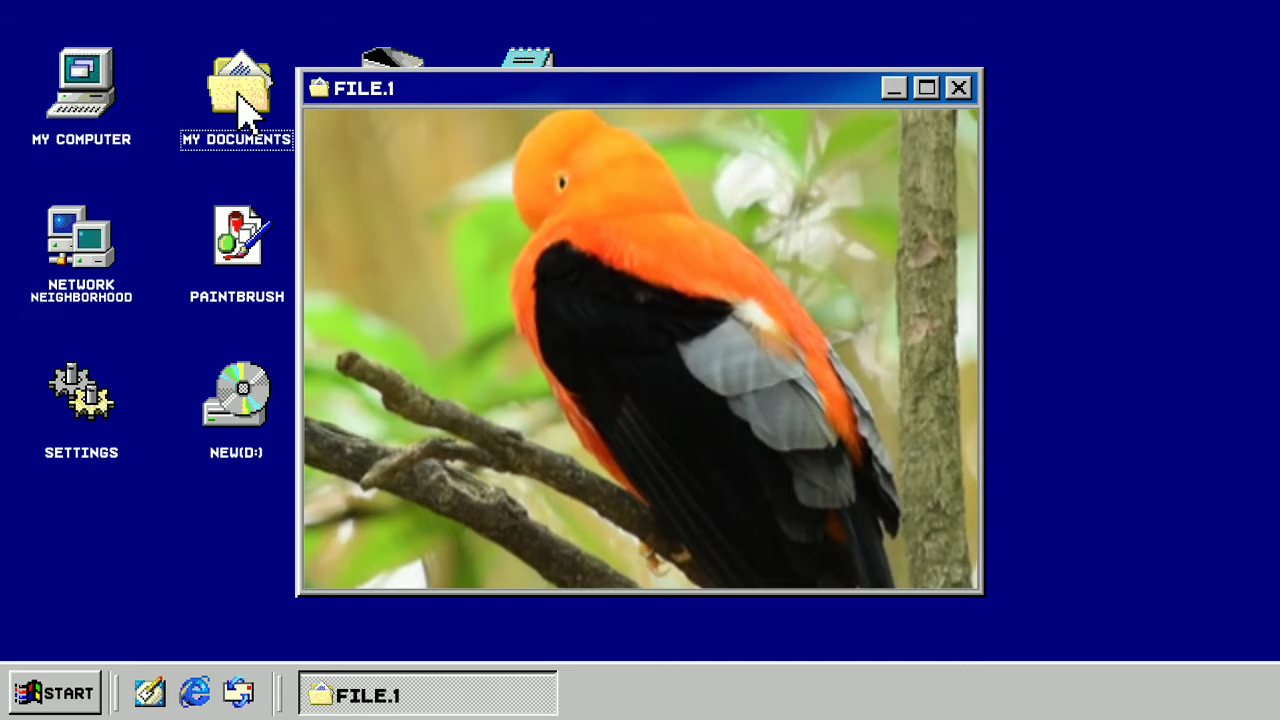 FILE.1
MY COMPUTER
MY DOCUMENTS
NETWORK
NEIGHBORHOOD
PAINTBRUSH
SETTINGS
NEW(D:)
START
FILE.1